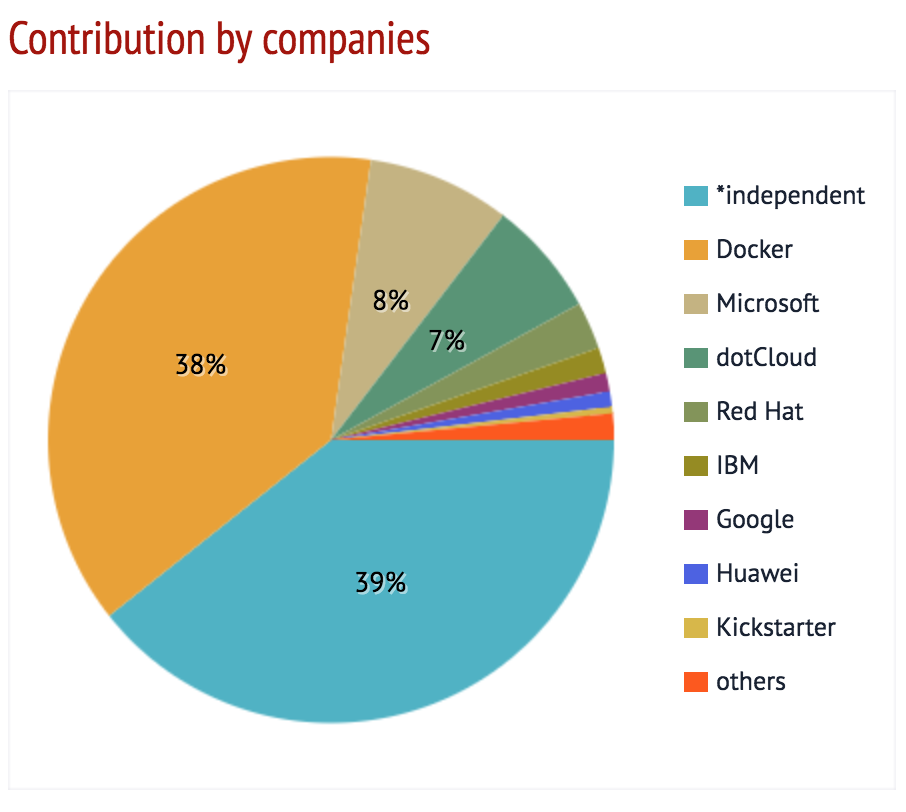 Contribution by companies
38%
8%
7%
39%
*independent
Docker
Microsoft
dotCloud
Red Hat
IBM
Google
Huawei
Kickstarter
others